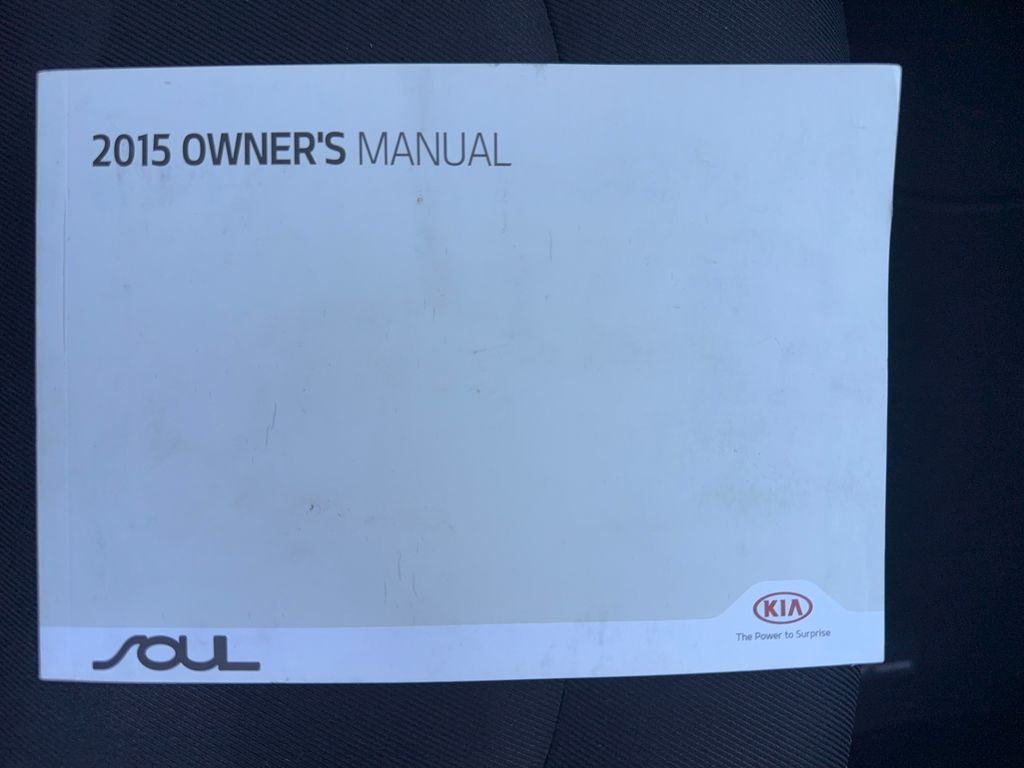 2015 OWNER'S MANUAL
KIA
The Power to Surprise
SOUL